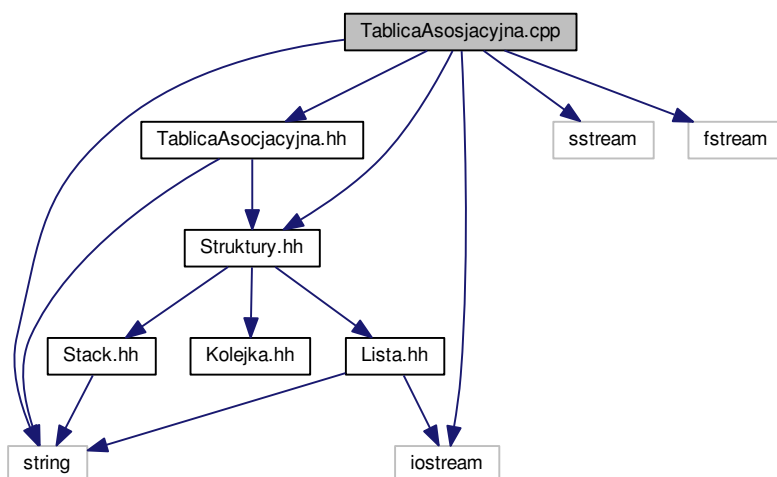 TablicaAsosjacyjna.cpp
TablicaAsocjacyjna.hh
sstream
fstream
Struktury.hh
Stack.hh
Kolejka.hh
Lista.hh
string
iostream